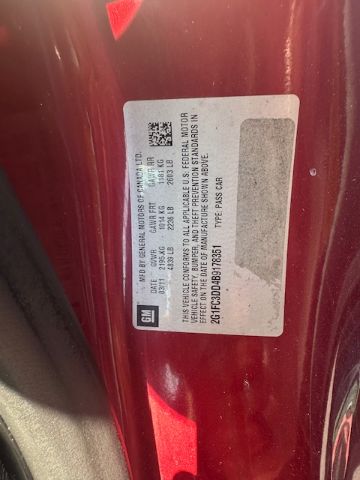 GM
MFD BY GENERAL MOTORS OF CANADA LTD.
DATE GVWR GAWR FRT GAWR RR
03/11 2195 KG 1014 KG 1181 KG
4839 LB 2236 LB 2603 LB
THIS VEHICLE CONFORMS TO ALL APPLICABLE U.S. FEDERAL MOTOR
VEHICLE SAFETY, BUMPER, AND THEFT PREVENTION STANDARDS IN
EFFECT ON THE DATE OF MANUFACTURE SHOWN ABOVE.
2G1FC3DD4B9178351 TYPE: PASS CAR